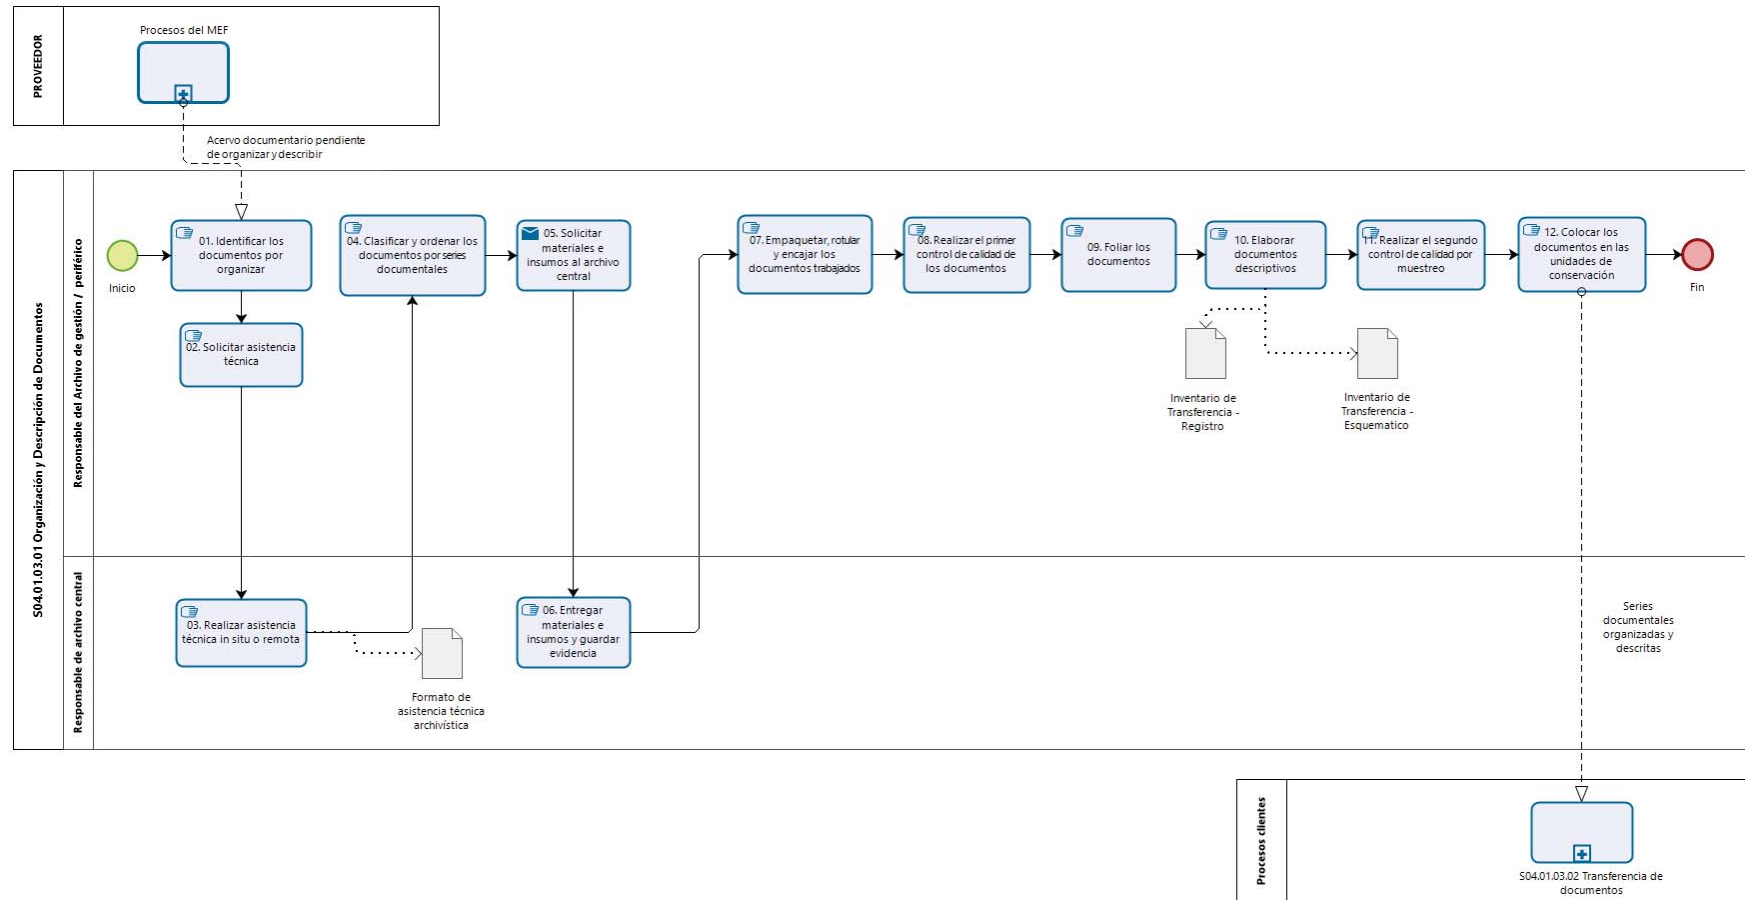 PROVEEDOR
Procesos del MEF
Acervo documentario pendiente
de organizar y describir
S04.01.03.01 Organización y Descripción de Documentos
Responsable del Archivo de gestión / periférico
Inicio
01. Identificar los
documentos por
organizar
02. Solicitar asistencia
técnica
04. Clasificar y ordenar los
documentos por series
documentales
05. Solicitar
materiales e
insumos al archivo
central
07. Empaquetar, rotular
y encajar los
documentos trabajados
08. Realizar el primer
control de calidad de
los documentos
09. Foliar los
documentos
10. Elaborar
documentos
descriptivos
11. Realizar el segundo
control de calidad por
muestreo
12. Colocar los
documentos en las
unidades de
conservación
Fin
Inventario de
Transferencia -
Registro
Inventario de
Transferencia -
Esquematico
Responsable de archivo central
03. Realizar asistencia
técnica in situ o remota
Formato de
asistencia técnica
archivística
06. Entregar
materiales e
insumos y guardar
evidencia
Series
documentales
organizadas y
descritas
Procesos clientes
S04.01.03.02 Transferencia de
documentos